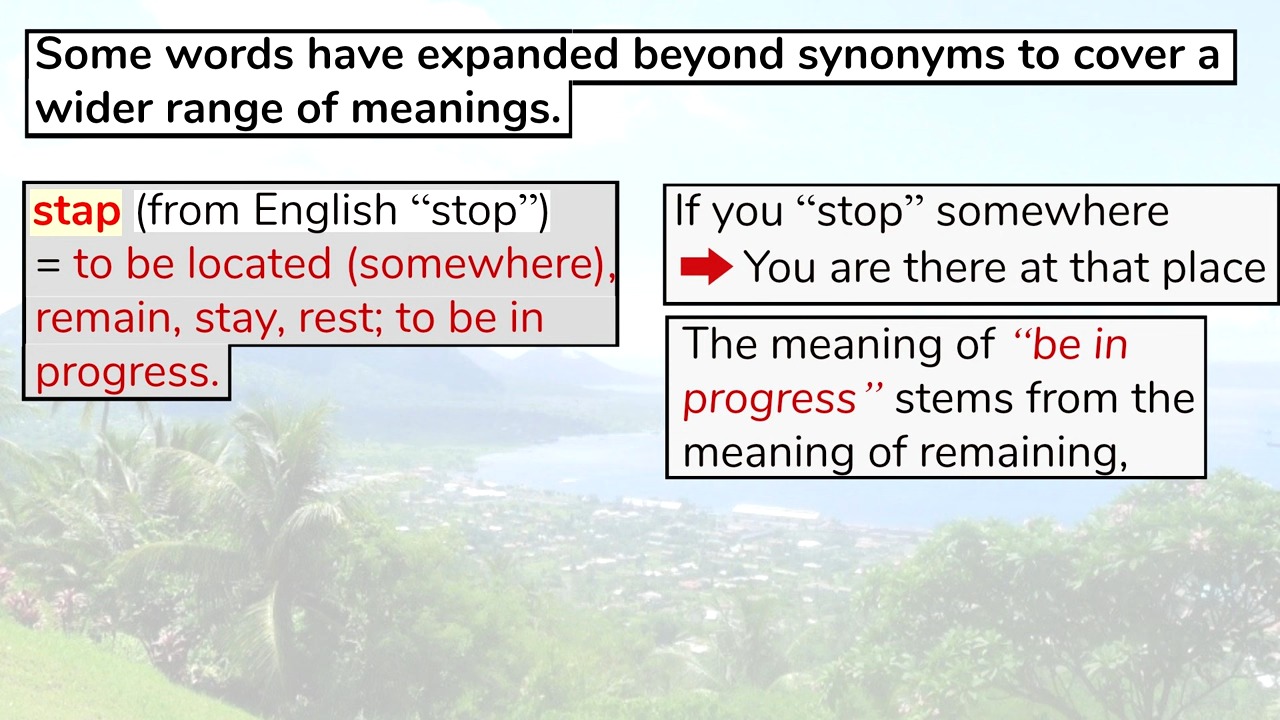 Some words have expanded beyond synonyms to cover a
wider range of meanings.
stap (from English “stop”)
= to be located (somewhere),
remain, stay, rest; to be in
progress.
If you “stop” somewhere
➡ You are there at that place
The meaning of “be in
progress” stems from the
meaning of remaining,